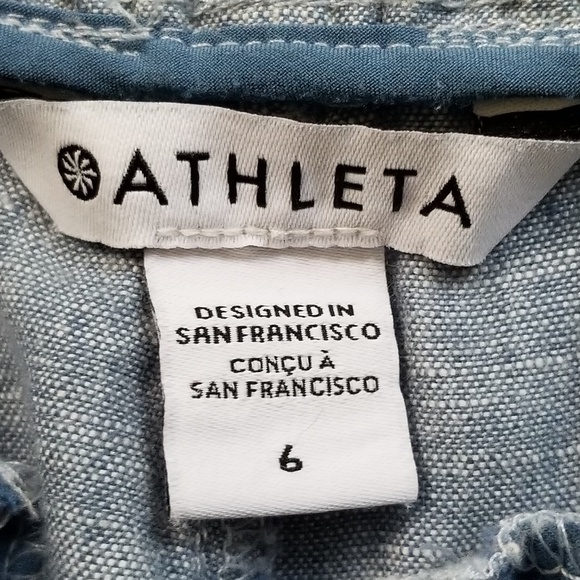 ATHLETA
DESIGNED IN
SAN FRANCISCO
CONÇU À
SAN FRANCISCO
6